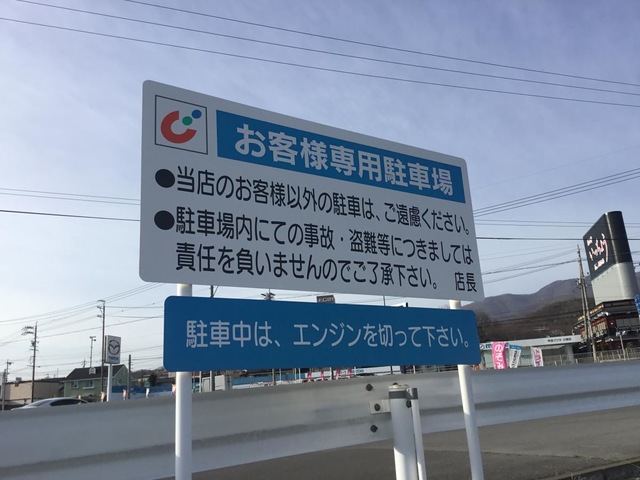 お客様専用駐車場
●当店のお客様以外の駐車は、ご遠慮ください。
●駐車場内にての事故・盗難等につきましては
責任を負いませんのでご了承下さい。 店長
駐車中は、エンジンを切って下さい。